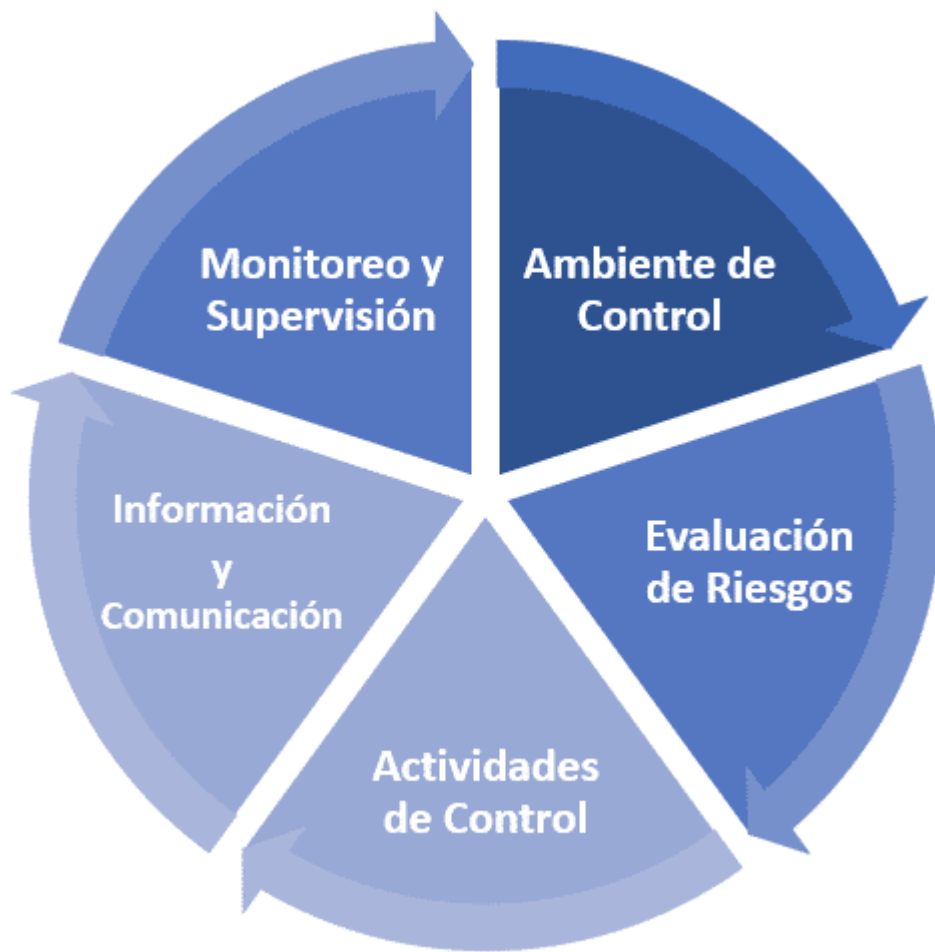 Monitoreo y
Supervisión
Ambiente de
Control
Evaluación
de Riesgos
Actividades
de Control
Información
y
Comunicación